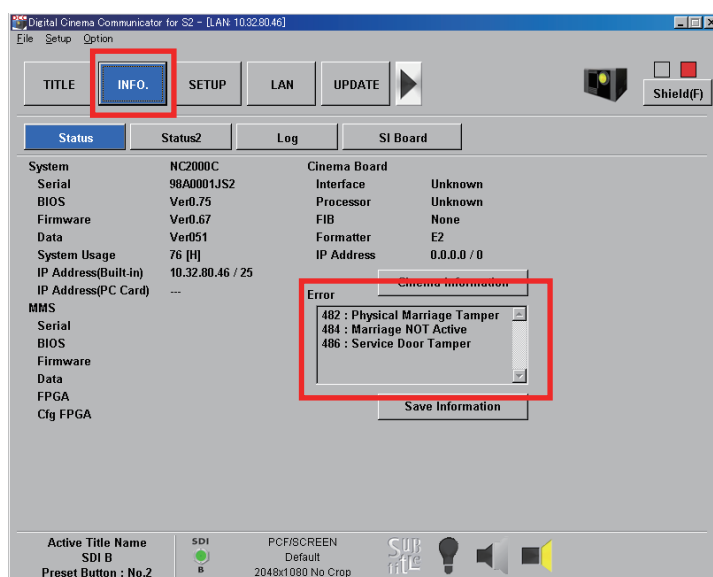 Digital Cinema Communicator for S2 - [LAN: 10.32.80.46]
File Setup Option
TITLE INFO. SETUP LAN UPDATE Shield(F)
Status Status2 Log SI Board
System NC2000C
Serial 98A0001JS2
BIOS Ver0.75
Firmware Ver0.67
Data Ver051
System Usage 76 [H]
IP Address(Built-in) 10.32.80.46 / 25
IP Address(PC Card) ---
MMS
Serial
BIOS
Firmware
Data
FPGA
Cfg FPGA
Cinema Board
Interface Unknown
Processor Unknown
FIB None
Formatter E2
IP Address 0.0.0.0 / 0
Cinema Information
Error
482 : Physical Marriage Tamper
484 : Marriage NOT Active
486 : Service Door Tamper
Save Information
Active Title Name
SDI B
Preset Button : No.2
SDI
B
PCF/SCREEN
Default
2048x1080 No Crop
SUB
TITLE